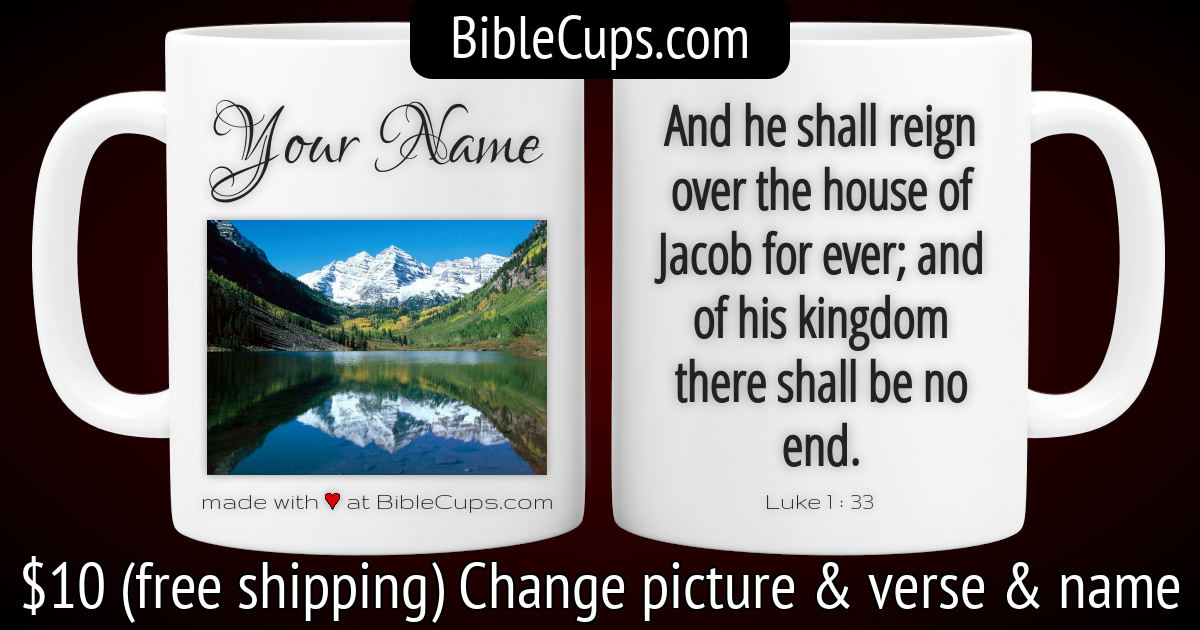 BibleCups.com
Your Name
made with ♥ at BibleCups.com
And he shall reign
over the house of
Jacob for ever; and
of his kingdom
there shall be no
end.
Luke 1 : 33
$10 (free shipping) Change picture & verse & name